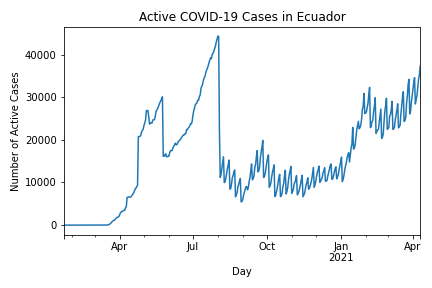 Active COVID-19 Cases in Ecuador
Number of Active Cases
40000
30000
20000
10000
0
Apr
Jul
Oct
Jan
2021
Apr
Day